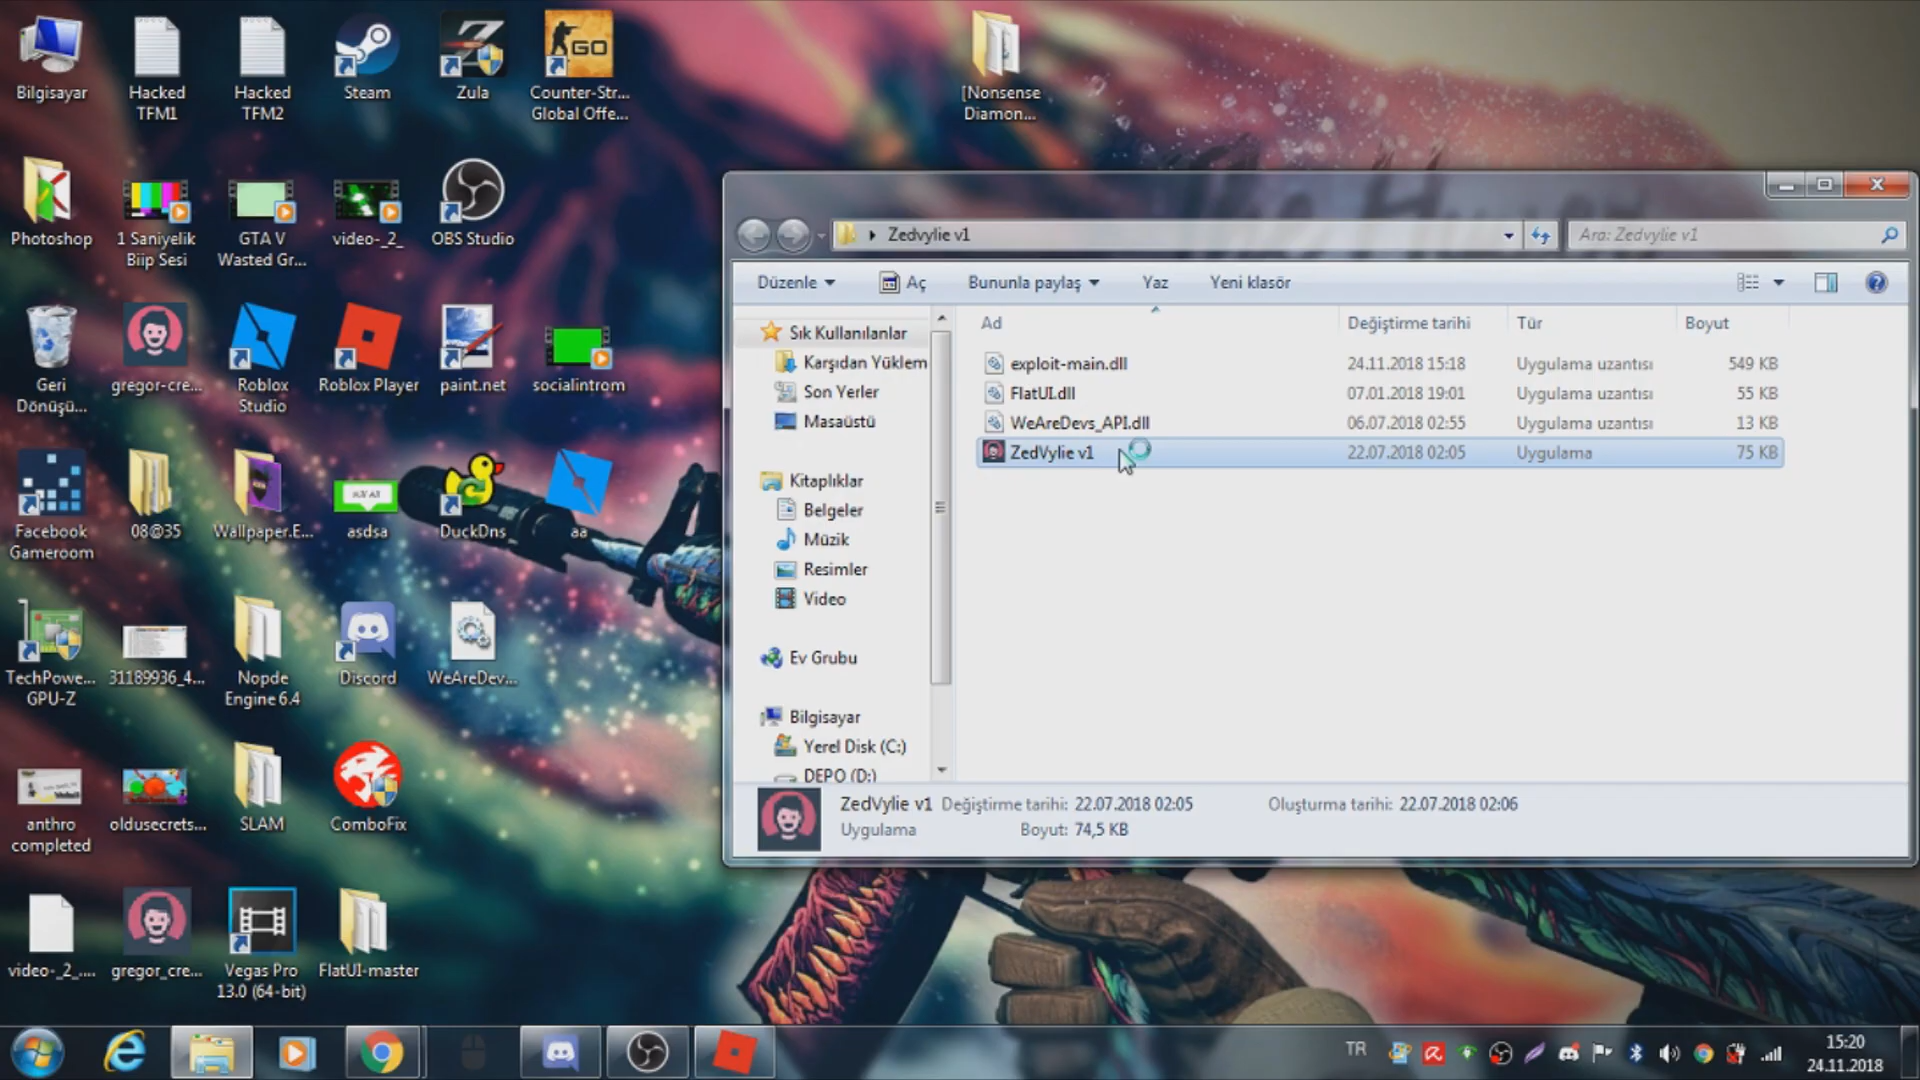 Bilgisayar
Hacked
TFM1
Hacked
TFM2
Steam
Zula
Counter-Str...
Global Offe...
[Nonsense
Diamon...
Photoshop
1 Saniyelik
Biip Sesi
GTA V
Wasted Gr...
video-_2_
OBS Studio
Geri
Dönüşü...
gregor-cre...
Roblox
Studio
Roblox Player
paint.net
socialintrom
Facebook
Gameroom
08@35
Wallpaper.E...
asdsa
DuckDns
aa
TechPowe...
GPU-Z
31189936_4...
Nopde
Engine 6.4
Discord
WeAreDev...
anthro
completed
oldusecrets...
SLAM
ComboFix
video-_2_....
gregor_cre...
Vegas Pro
13.0 (64-bit)
FlatUI-master
Zedvylie v1
Ara: Zedvylie v1
Düzenle
Aç
Bununla paylaş
Yaz
Yeni klasör
Sık Kullanılanlar
Karşıdan Yüklem
Son Yerler
Masaüstü
Kitaplıklar
Belgeler
Müzik
Resimler
Video
Ev Grubu
Bilgisayar
Yerel Disk (C:)
DEPO (D:)
Ad Değiştirme tarihi Tür Boyut
exploit-main.dll 24.11.2018 15:18 Uygulama uzantısı 549 KB
FlatUI.dll 07.01.2018 19:01 Uygulama uzantısı 55 KB
WeAreDevs_API.dll 06.07.2018 02:55 Uygulama uzantısı 13 KB
ZedVylie v1 22.07.2018 02:05 Uygulama 75 KB
ZedVylie v1 Değiştirme tarihi: 22.07.2018 02:05 Oluşturma tarihi: 22.07.2018 02:06
Uygulama Boyut: 74,5 KB
TR
15:20
24.11.2018